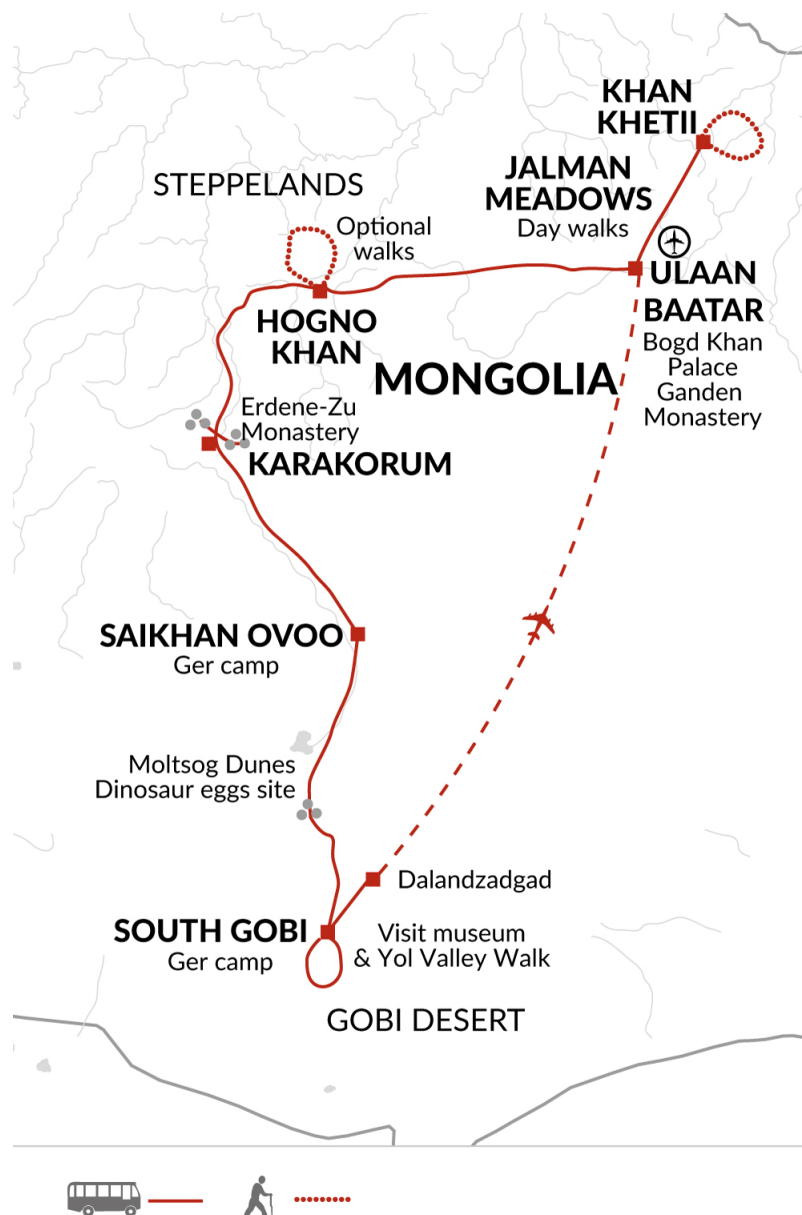 KHAN
KHETII
JALMAN
MEADOWS
Day walks
STEPPELANDS
Optional
walks
ULAAN
BAATAR
Bogd Khan
Palace
Ganden
Monastery
HOGNO
KHAN
MONGOLIA
Erdene-Zu
Monastery
KARAKORUM
SAIKHAN OVOO
Ger camp
Moltsog Dunes
Dinosaur eggs site
Dalandzadgad
SOUTH GOBI
Ger camp
Visit museum
& Yol Valley Walk
GOBI DESERT